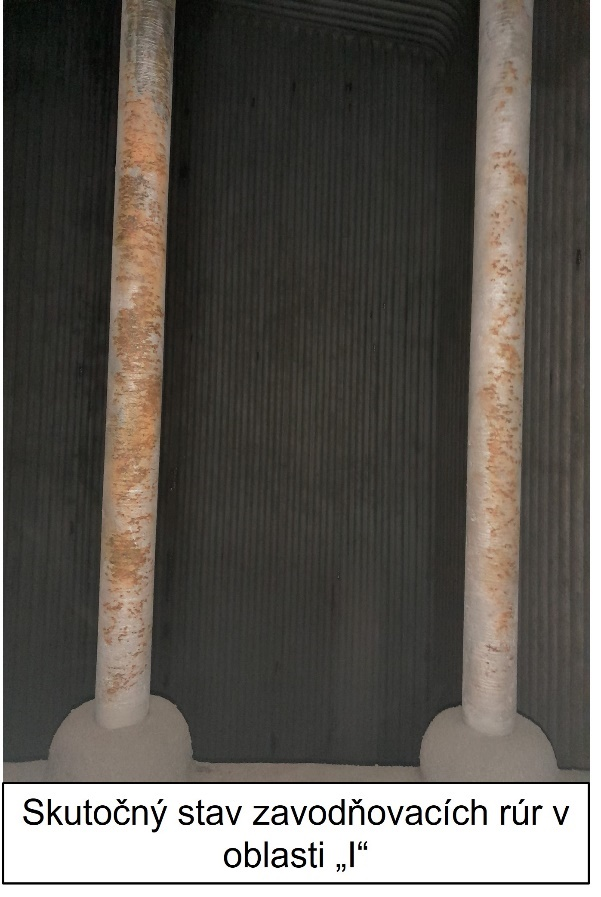 Skutočný stav zavodňovacích rúr v
oblasti „I“